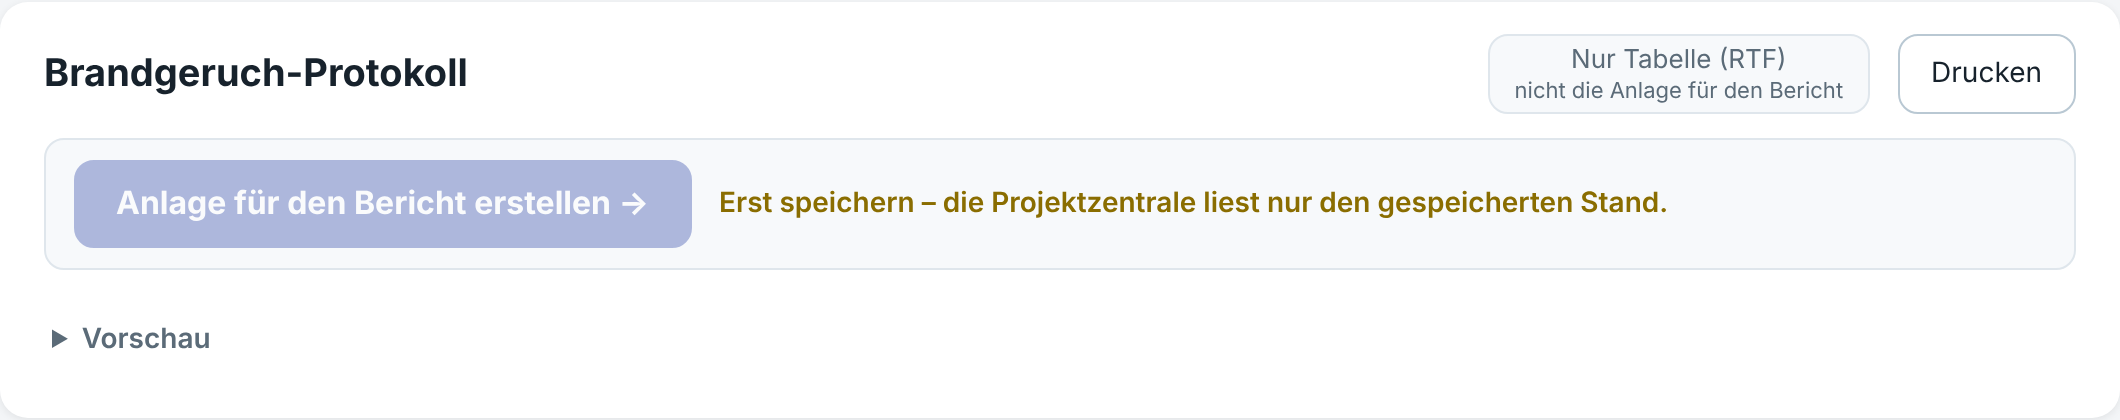 Brandgeruch-Protokoll
Nur Tabelle (RTF)
nicht die Anlage für den Bericht
Drucken
Anlage für den Bericht erstellen →
Erst speichern – die Projektzentrale liest nur den gespeicherten Stand.
▶ Vorschau